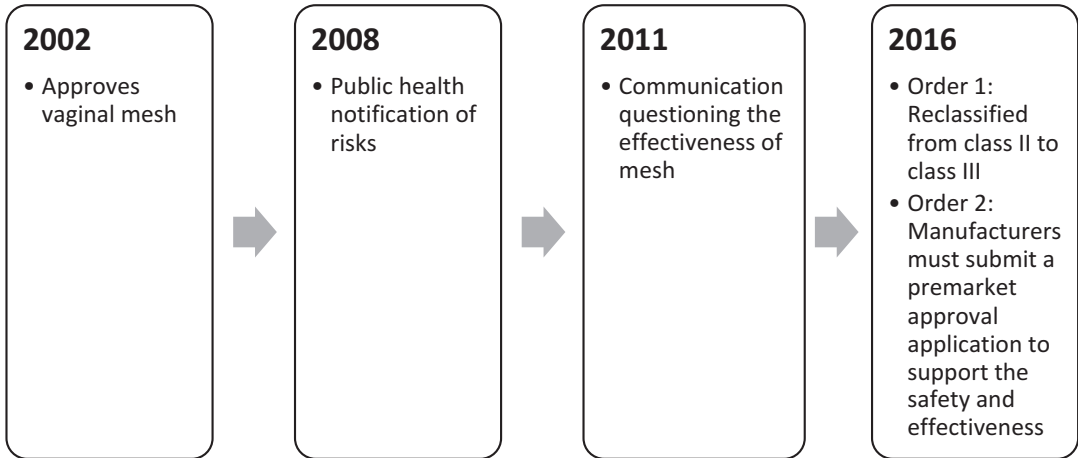 2002
• Approves
vaginal mesh
2008
• Public health
notification of
risks
2011
• Communication
questioning the
effectiveness of
mesh
2016
• Order 1:
Reclassified
from class II to
class III
• Order 2:
Manufacturers
must submit a
premarket
approval
application to
support the
safety and
effectiveness